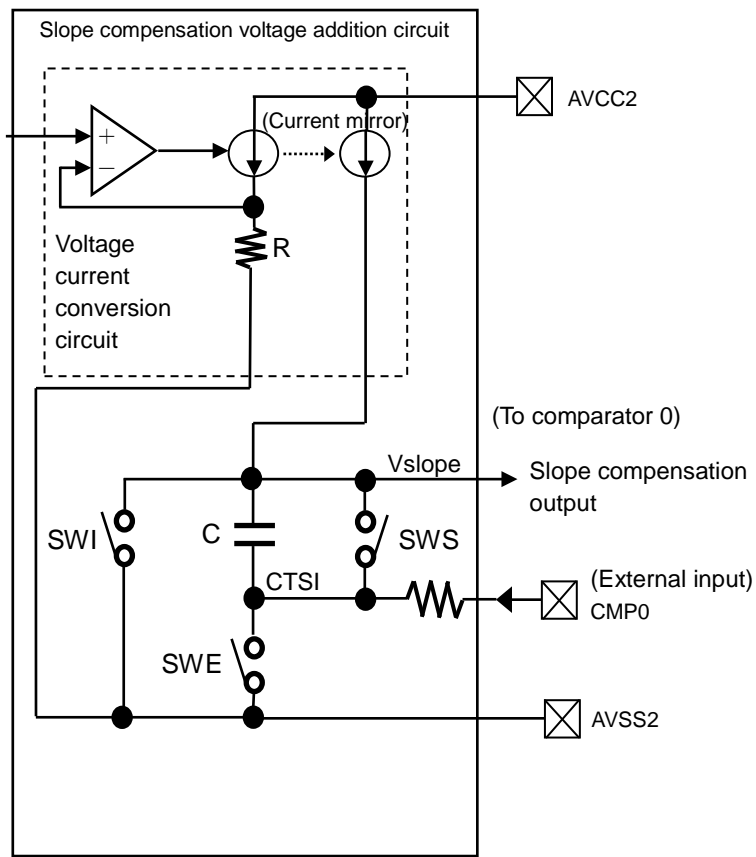 Slope compensation voltage addition circuit
AVCC2
(Current mirror)
+
−
R
Voltage
current
conversion
circuit
(To comparator 0)
Vslope
Slope compensation
output
SWI
C
SWS
CTSI
(External input)
CMP0
SWE
AVSS2